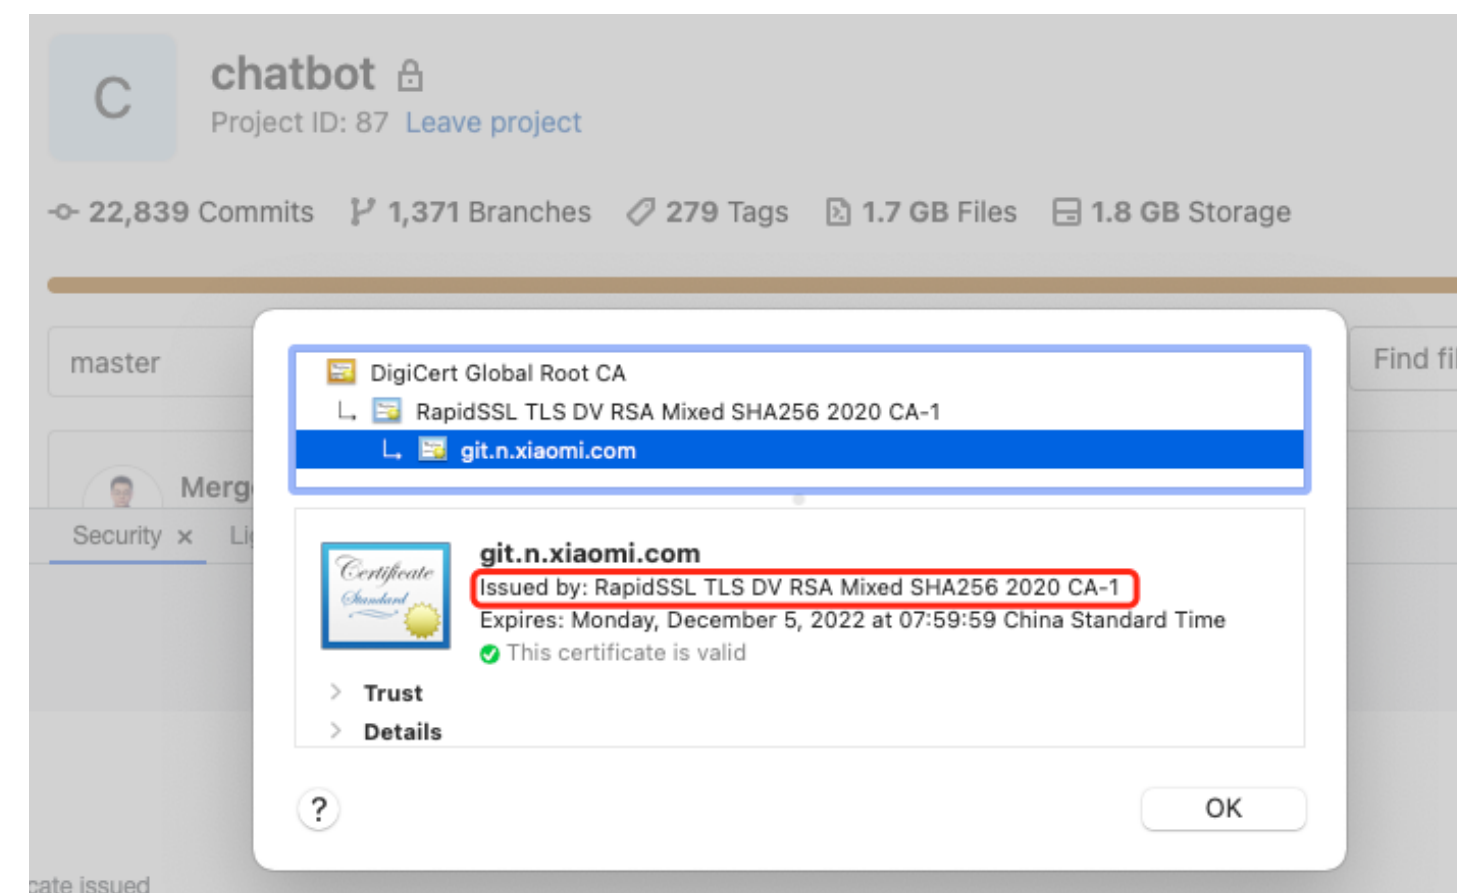 C
chatbot
Project ID: 87 Leave project
22,839 Commits 1,371 Branches 279 Tags 1.7 GB Files 1.8 GB Storage
master
Find
DigiCert Global Root CA
RapidSSL TLS DV RSA Mixed SHA256 2020 CA-1
git.n.xiaomi.com
Security ×
git.n.xiaomi.com
Certificate
Standard
Issued by: RapidSSL TLS DV RSA Mixed SHA256 2020 CA-1
Expires: Monday, December 5, 2022 at 07:59:59 China Standard Time
This certificate is valid
Trust
Details
?
OK
issued